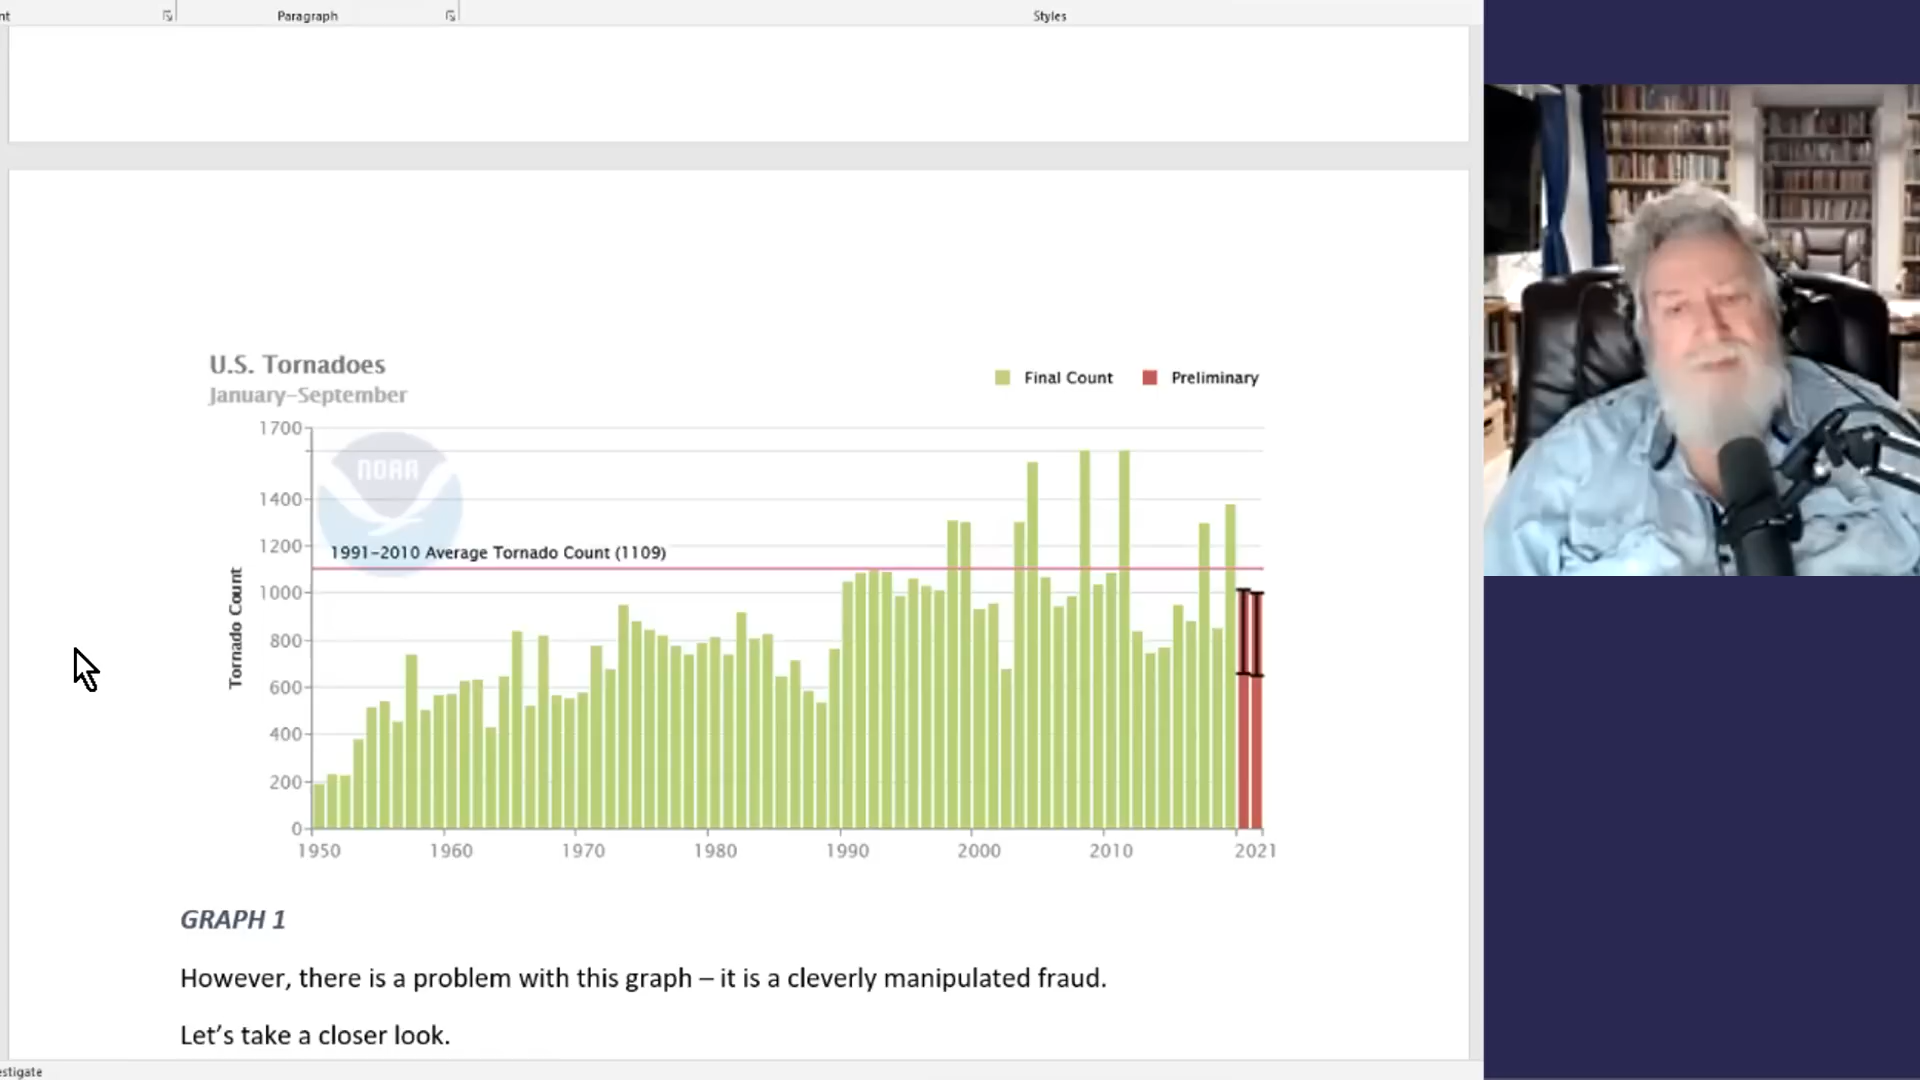 nt
Paragraph
Styles
U.S. Tornadoes
January–September
Final Count
Preliminary
1700
NOAA
1400
1991–2010 Average Tornado Count (1109)
1200
1000
800
600
400
200
0
Tornado Count
1950
1960
1970
1980
1990
2000
2010
2021
GRAPH 1
However, there is a problem with this graph – it is a cleverly manipulated fraud.
Let’s take a closer look.
estigate